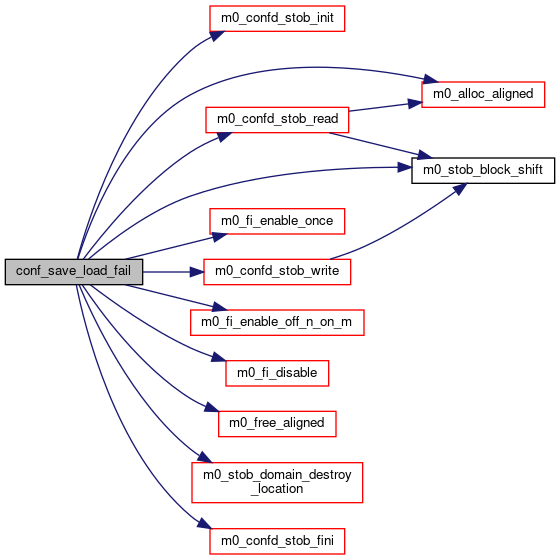 m0_confd_stob_init
m0_alloc_aligned
m0_confd_stob_read
m0_stob_block_shift
m0_fi_enable_once
conf_save_load_fail
m0_confd_stob_write
m0_fi_enable_off_n_on_m
m0_fi_disable
m0_free_aligned
m0_stob_domain_destroy
_location
m0_confd_stob_fini